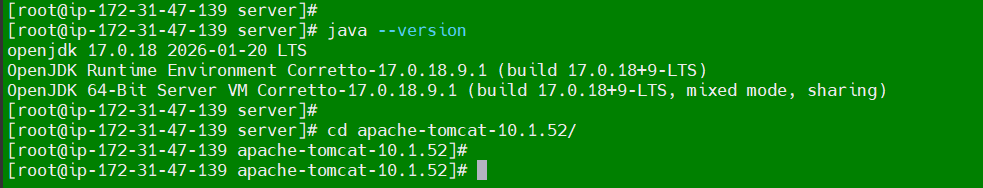 [root@ip-172-31-47-139 server]#
[root@ip-172-31-47-139 server]# java --version
openjdk 17.0.18 2026-01-20 LTS
OpenJDK Runtime Environment Corretto-17.0.18.9.1 (build 17.0.18+9-LTS)
OpenJDK 64-Bit Server VM Corretto-17.0.18.9.1 (build 17.0.18+9-LTS, mixed mode, sharing)
[root@ip-172-31-47-139 server]#
[root@ip-172-31-47-139 server]# cd apache-tomcat-10.1.52/
[root@ip-172-31-47-139 apache-tomcat-10.1.52]#
[root@ip-172-31-47-139 apache-tomcat-10.1.52]#